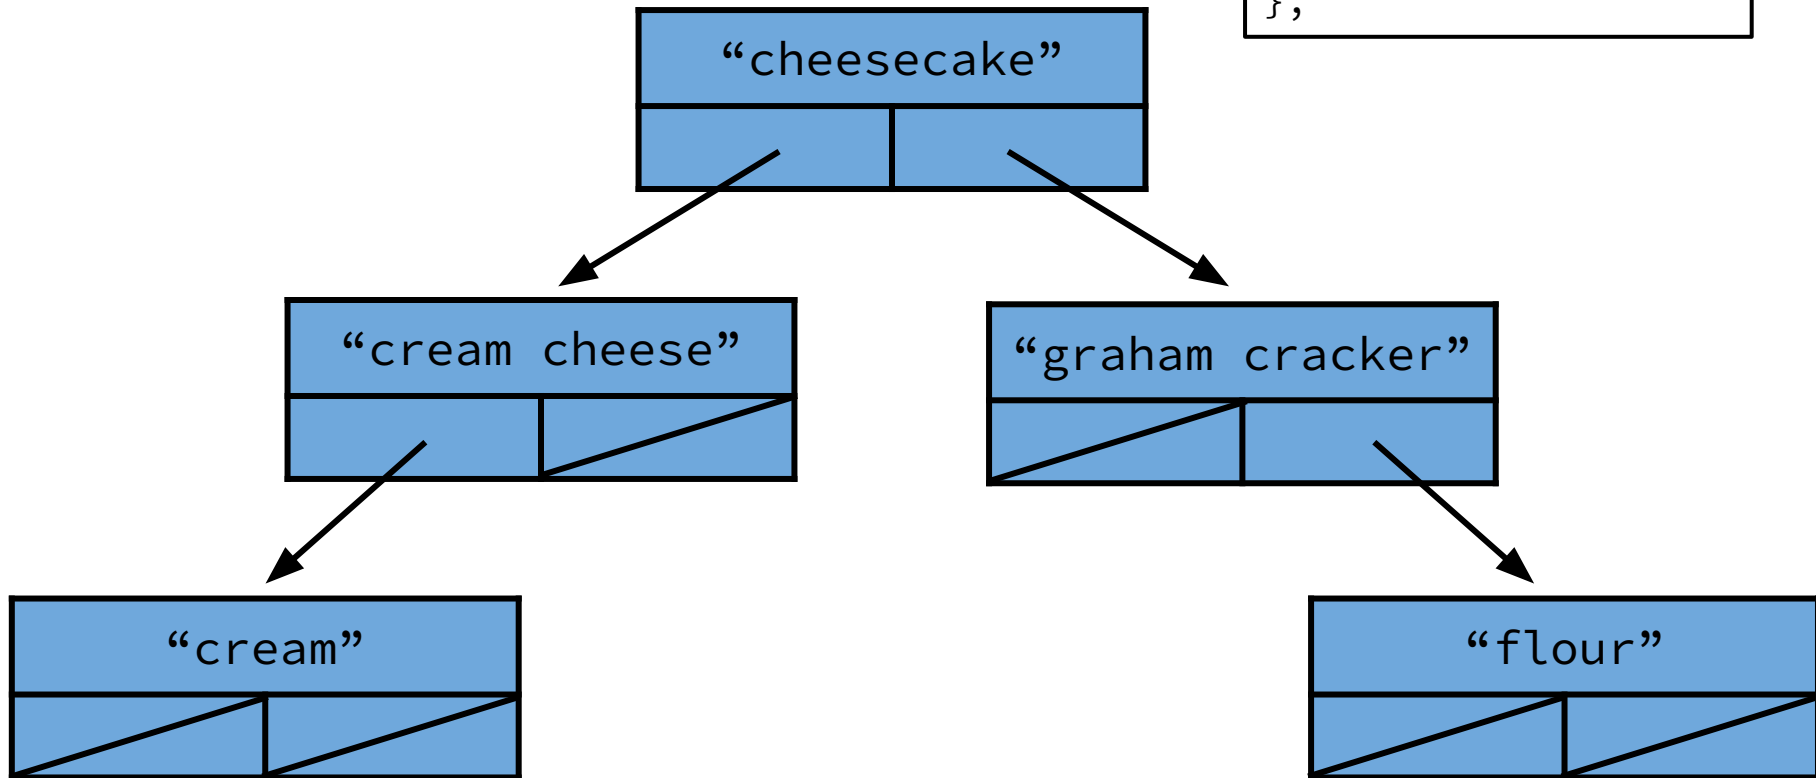 };
“cheesecake”
“cream cheese”
“graham cracker”
“cream”
“flour”